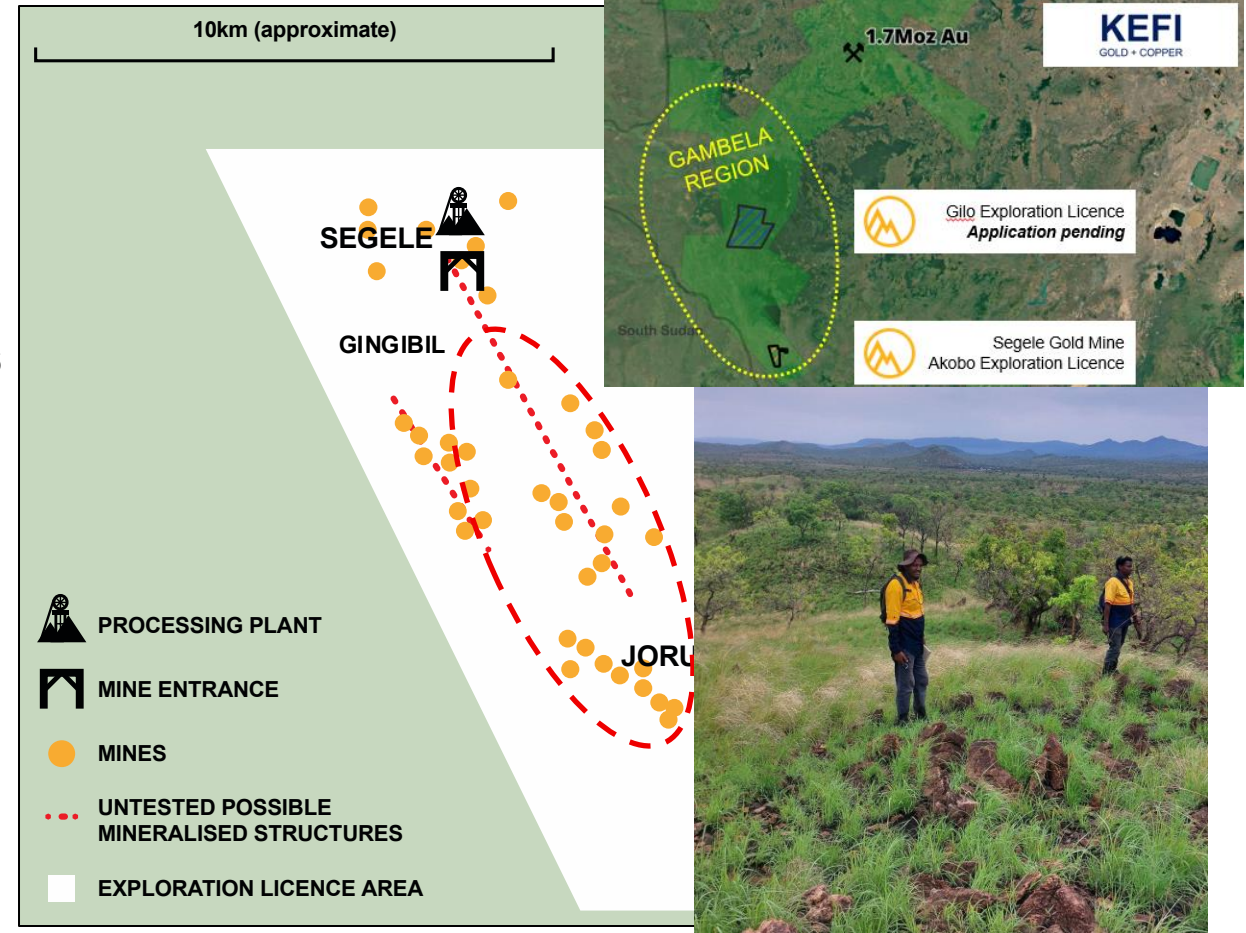 10km (approximate)
SEGELE
GINGIBIL
JORU
PROCESSING PLANT
MINE ENTRANCE
MINES
UNTESTED POSSIBLE
MINERALISED STRUCTURES
EXPLORATION LICENCE AREA
1.7Moz Au
KEFI
GOLD + COPPER
GAMBELA
REGION
Gilo Exploration Licence
Application pending
South Sudan
Segele Gold Mine
Akobo Exploration Licence